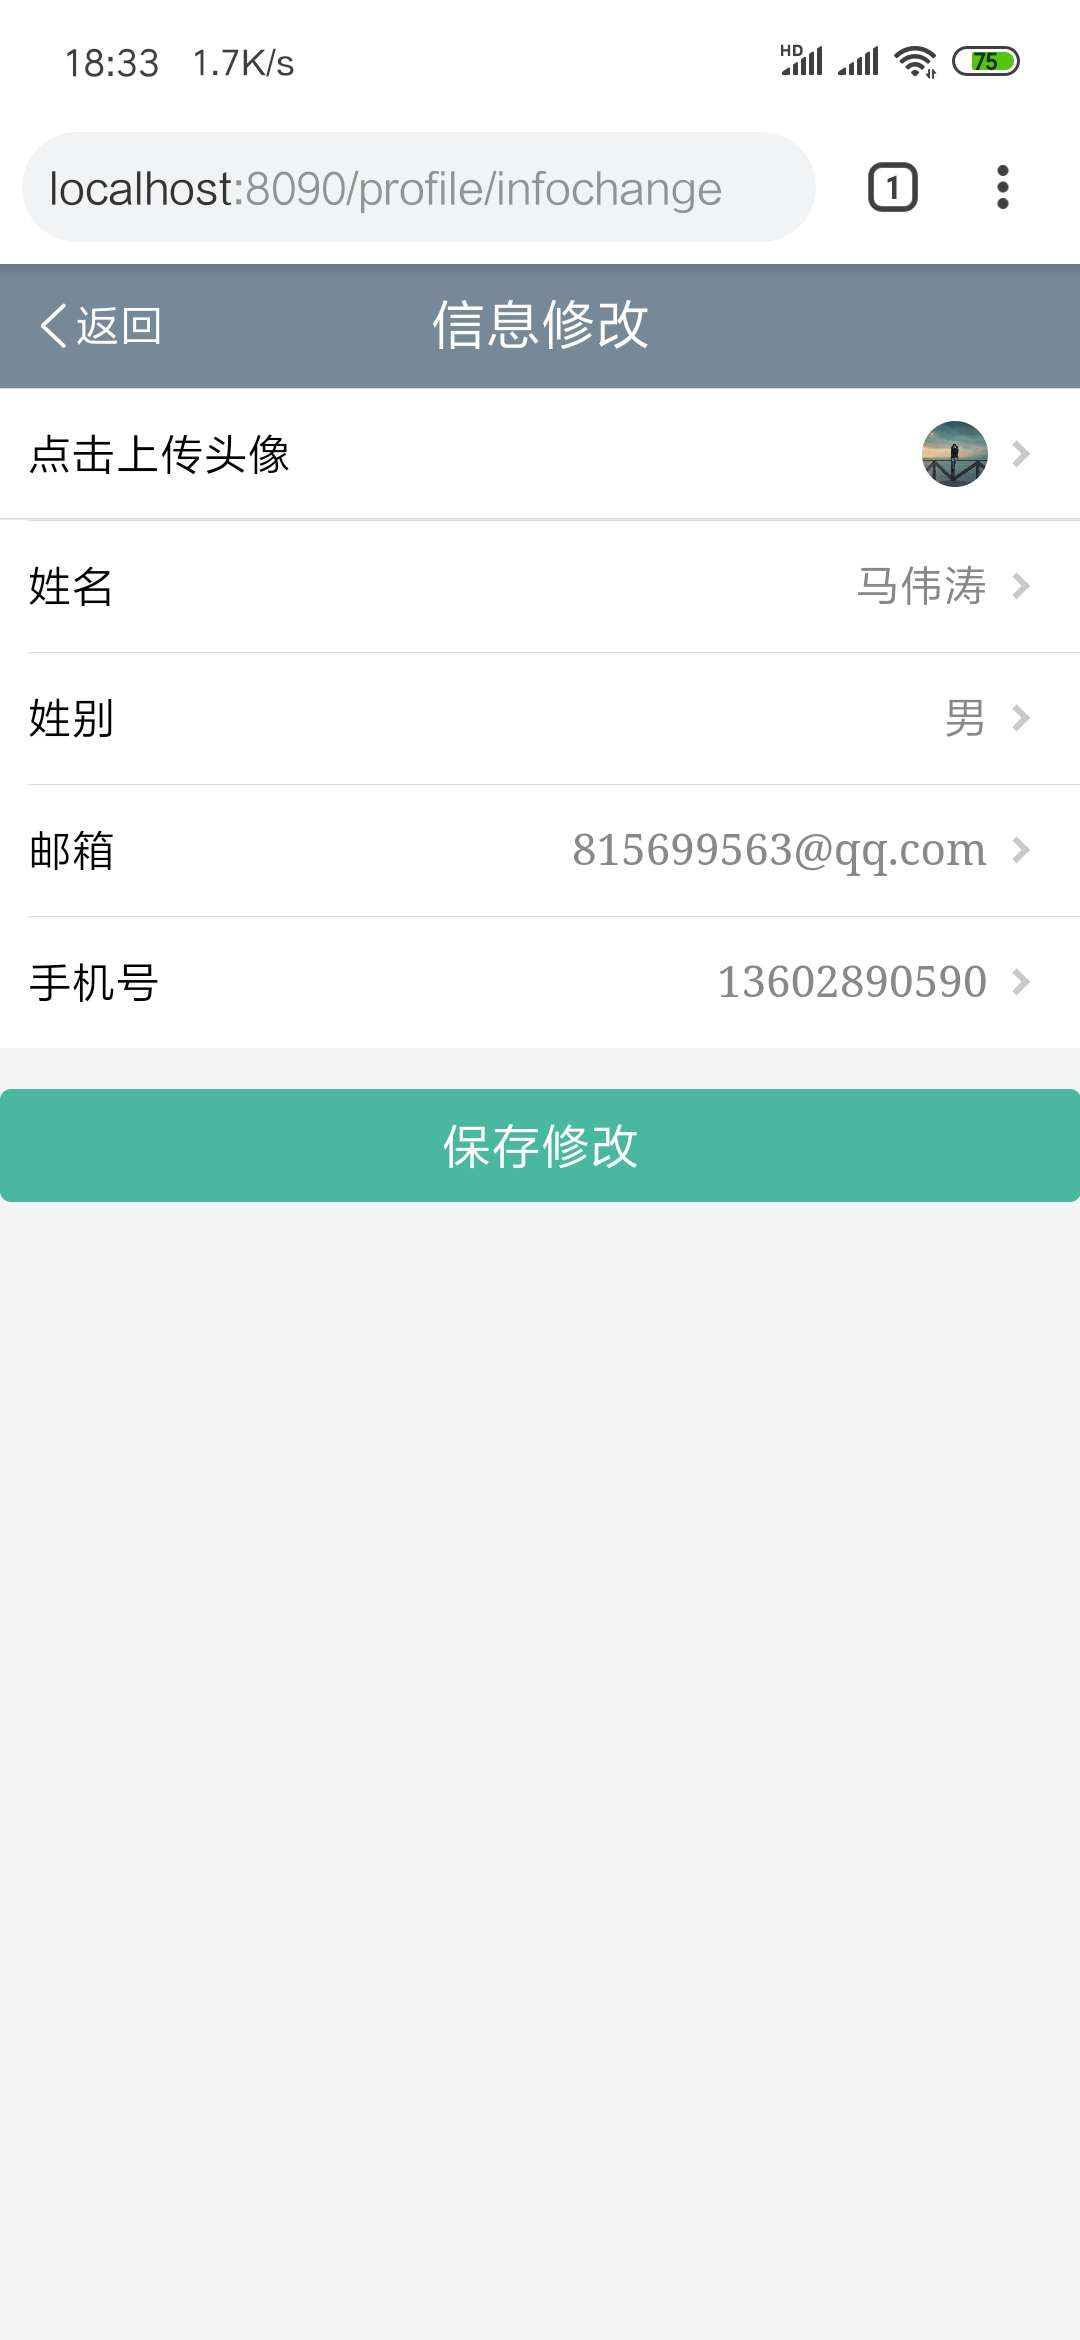 18:33 1.7K/s HD 75
localhost:8090/profile/infochange 1
返回 信息修改
点击上传头像
姓名 马伟涛
姓别 男
邮箱 815699563@qq.com
手机号 13602890590
保存修改